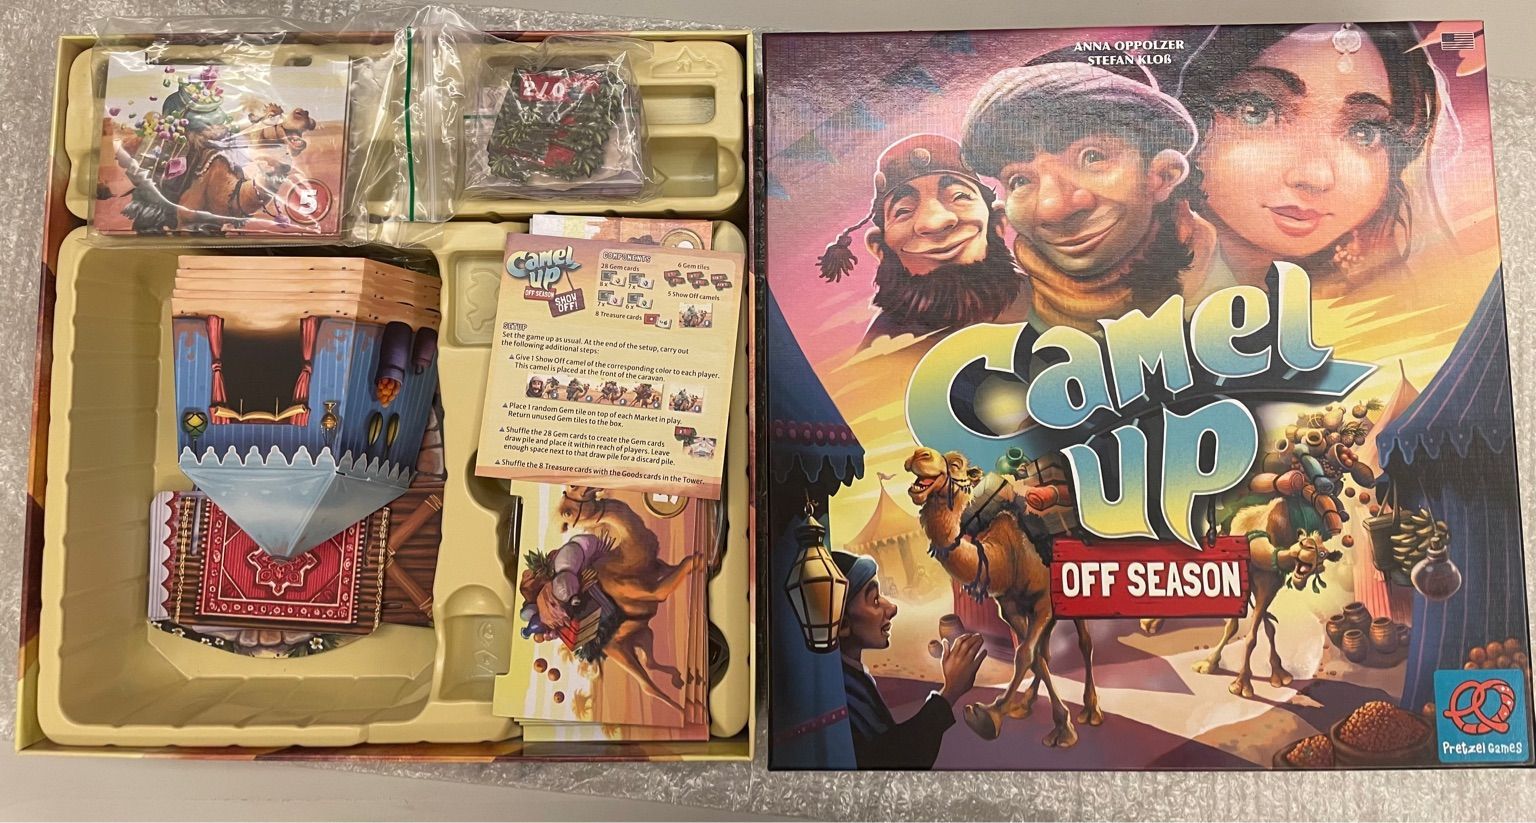 2/0
5
CAMEL
UP
OFF SEASON
SHOW
OFF!
COMPONENTS
28 Gem cards
8x 7x
7x 6x
8 Treasure cards
6 Gem tiles
5 Show Off camels
SETUP
Set the game up as usual. At the end of the setup, carry out
the following additional steps:
Give 1 Show Off camel of the corresponding color to each player.
This camel is placed at the front of the caravan.
Place 1 random Gem tile on top of each Market in play.
Return unused Gem tiles to the box.
Shuffle the 28 Gem cards to create the Gem cards
draw pile and place it within reach of players. Leave
enough space next to that draw pile for a discard pile.
Shuffle the 8 Treasure cards with the Goods cards in the Tower.
ANNA OPPOLZER
STEFAN KLOß
CAMEL
UP
OFF SEASON
Pretzel Games